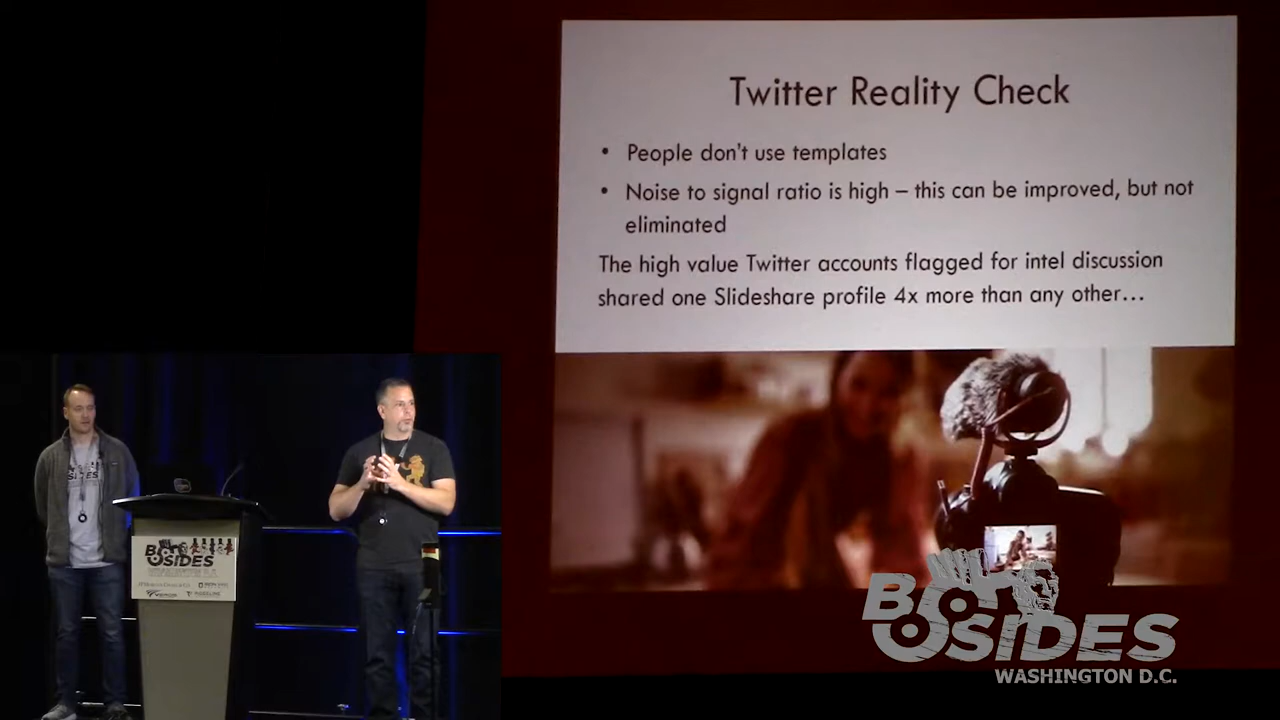 Twitter Reality Check
• People don't use templates
• Noise to signal ratio is high – this can be improved, but not
eliminated
The high value Twitter accounts flagged for intel discussion
shared one Slideshare profile 4x more than any other...
BSIDES
WASHINGTON D.C.
BSIDES
WASHINGTON D.C.
SIDES